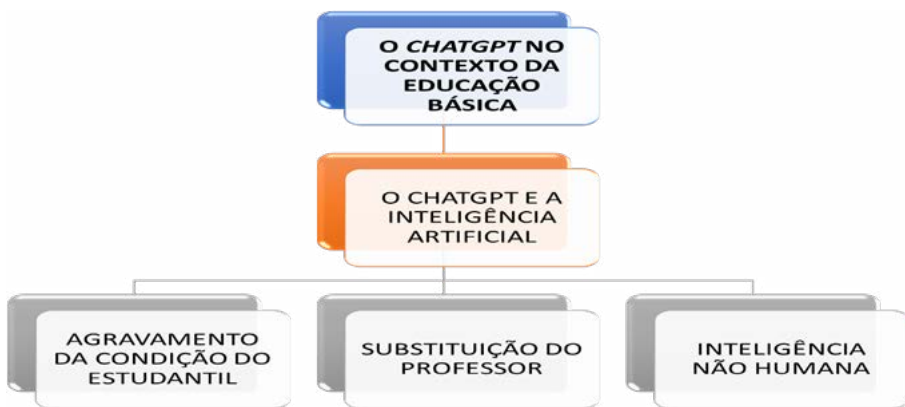 O CHATGPT NO
CONTEXTO DA
EDUCAÇÃO
BÁSICA
O CHATGPT E A
INTELIGÊNCIA
ARTIFICIAL
AGRAVAMENTO
DA CONDIÇÃO DO
ESTUDANTIL
SUBSTITUIÇÃO DO
PROFESSOR
INTELIGÊNCIA
NÃO HUMANA